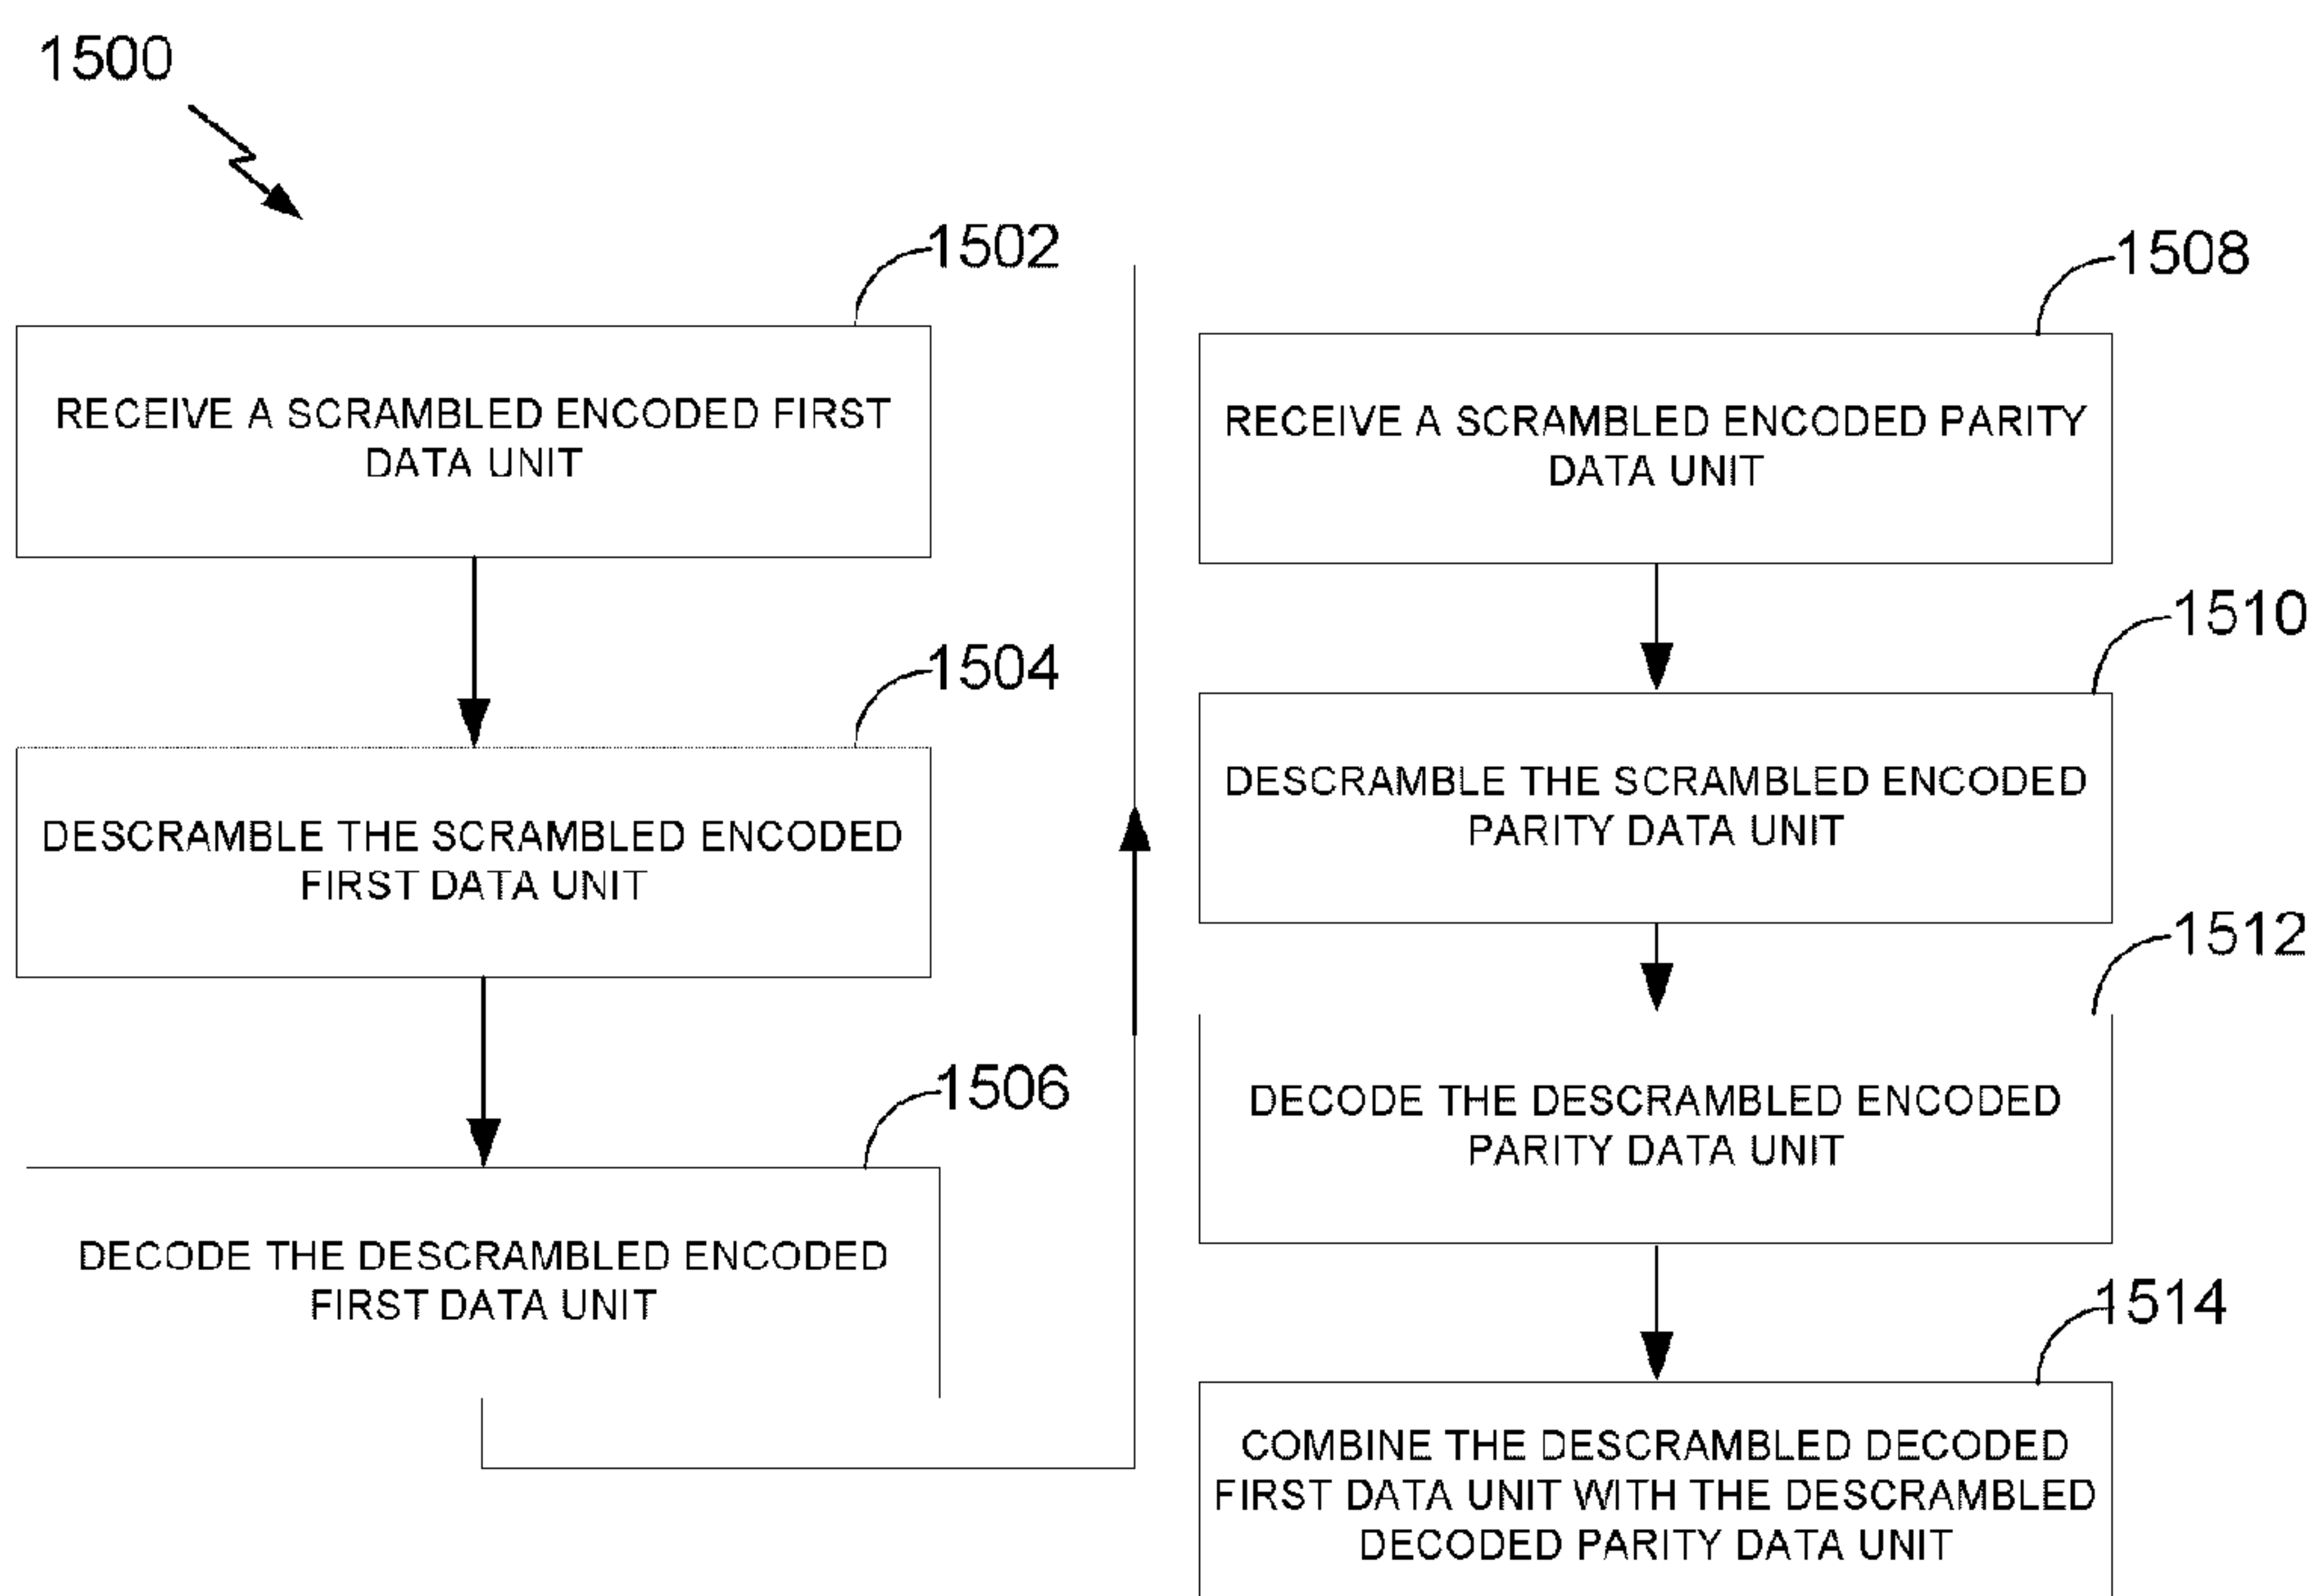 1500
1502
RECEIVE A SCRAMBLED ENCODED FIRST
DATA UNIT
1504
DESCRAMBLE THE SCRAMBLED ENCODED
FIRST DATA UNIT
1506
DECODE THE DESCRAMBLED ENCODED
FIRST DATA UNIT
1508
RECEIVE A SCRAMBLED ENCODED PARITY
DATA UNIT
1510
DESCRAMBLE THE SCRAMBLED ENCODED
PARITY DATA UNIT
1512
DECODE THE DESCRAMBLED ENCODED
PARITY DATA UNIT
1514
COMBINE THE DESCRAMBLED DECODED
FIRST DATA UNIT WITH THE DESCRAMBLED
DECODED PARITY DATA UNIT